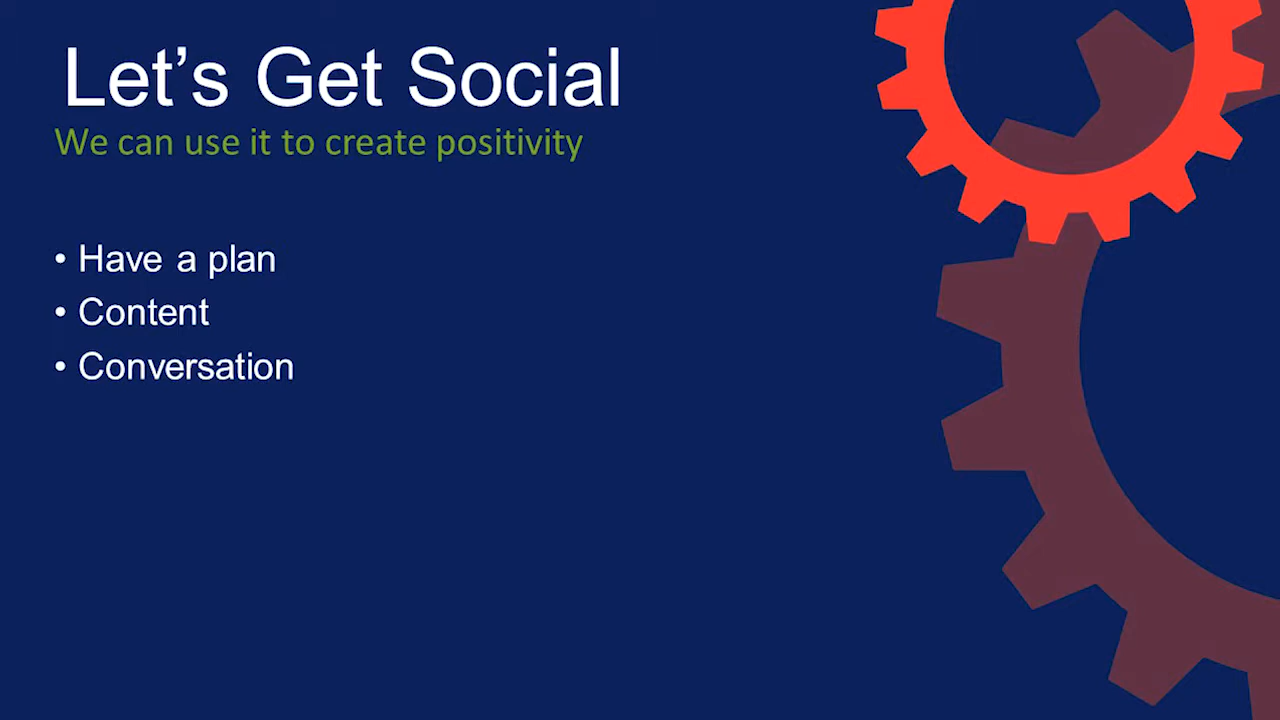 Let’s Get Social
We can use it to create positivity
• Have a plan
• Content
• Conversation